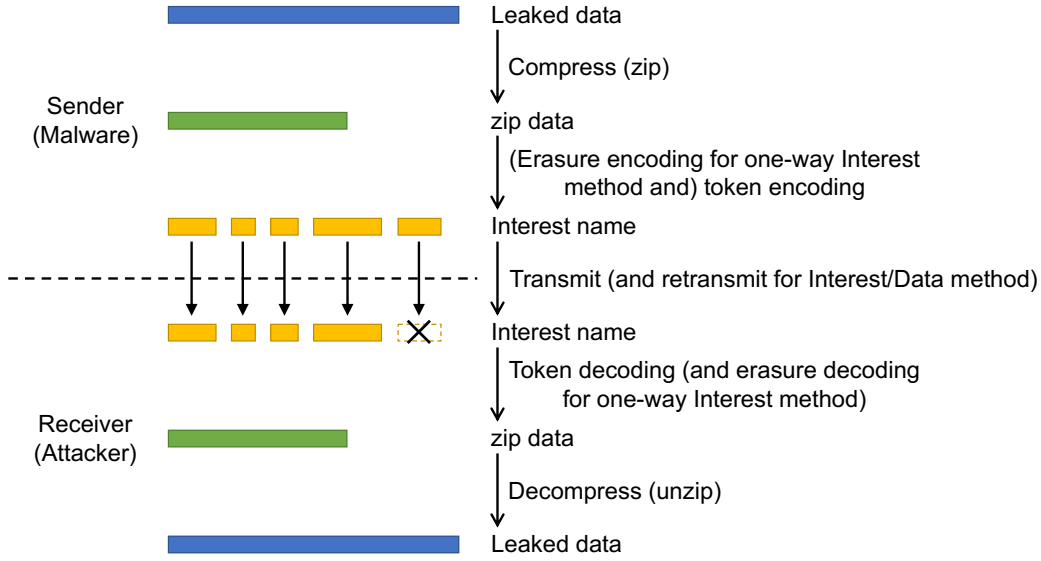 Leaked data
Compress (zip)
Sender
(Malware)
zip data
(Erasure encoding for one-way Interest
method and) token encoding
Interest name
Transmit (and retransmit for Interest/Data method)
Interest name
Token decoding (and erasure decoding
for one-way Interest method)
Receiver
(Attacker)
zip data
Decompress (unzip)
Leaked data